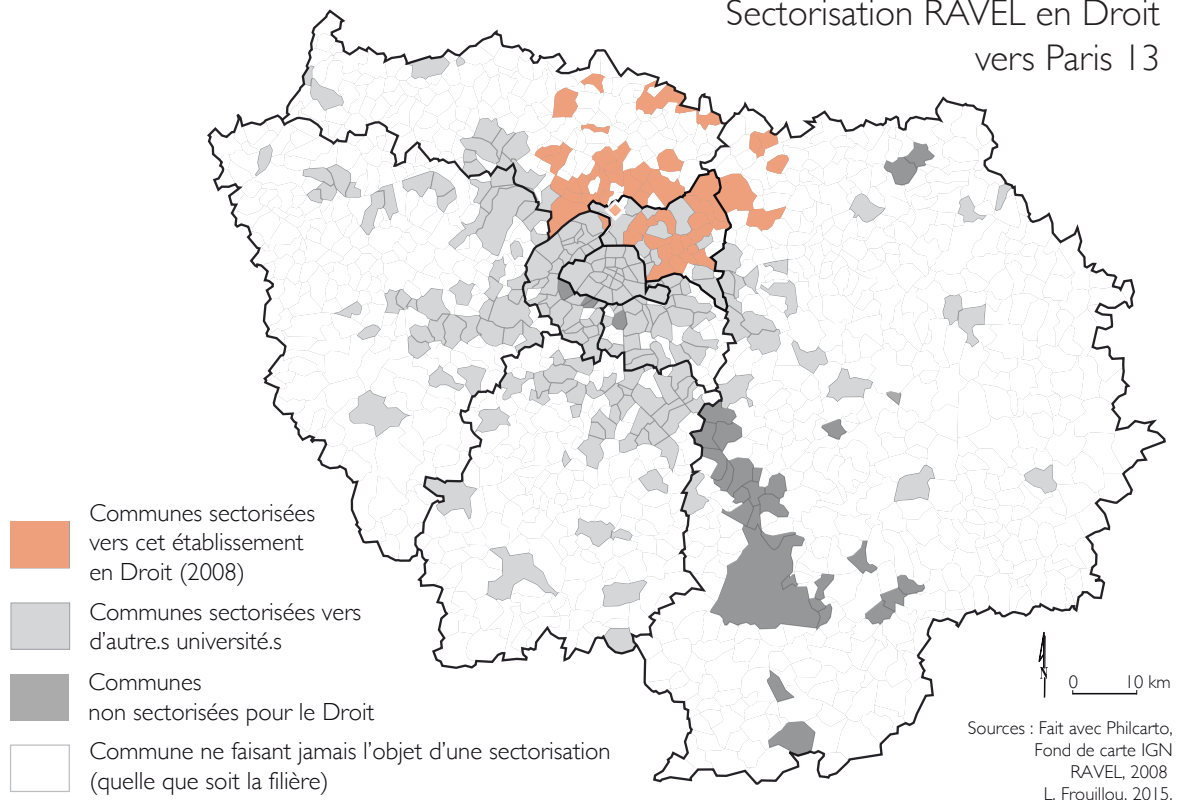 Sectorisation RAVEL en Droit
vers Paris 13
Communes sectorisées
vers cet établissement
en Droit (2008)
Communes sectorisées vers
d'autre.s université.s
Communes
non sectorisées pour le Droit
Commune ne faisant jamais l'objet d'une sectorisation
(quelle que soit la filière)
N
0 10 km
Sources : Fait avec Philcarto,
Fond de carte IGN
RAVEL, 2008
L. Frouillou, 2015.